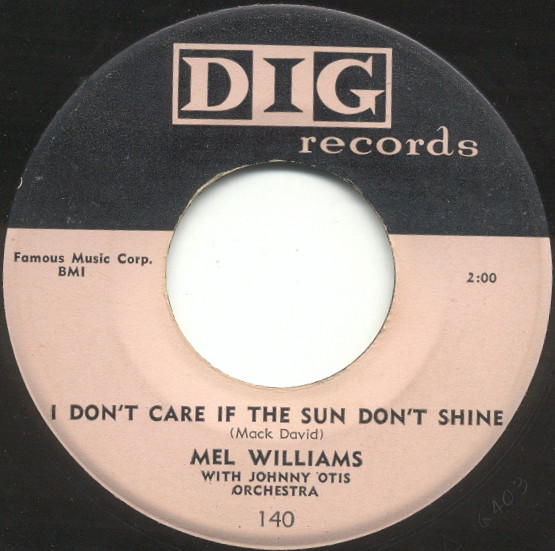 DIG
records
Famous Music Corp.
BMI
2:00
I DON'T CARE IF THE SUN DON'T SHINE
(Mack David)
MEL WILLIAMS
WITH JOHNNY OTIS
ORCHESTRA
140
6403